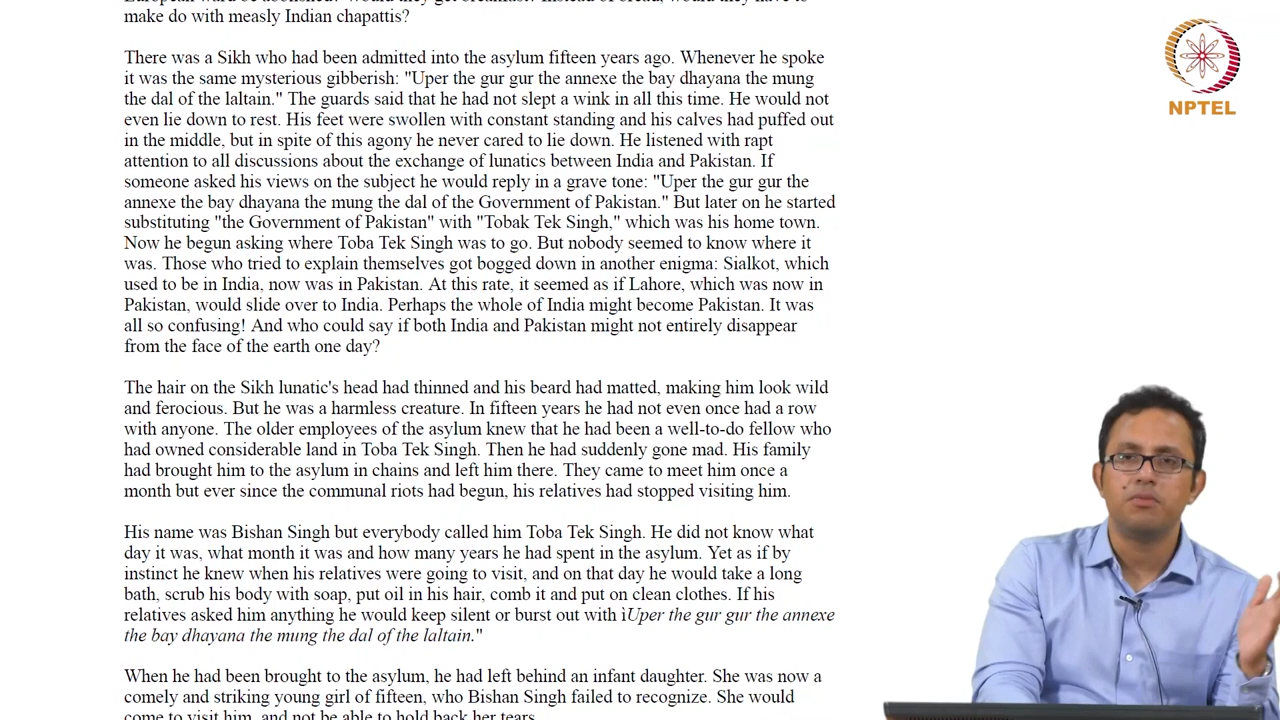 make do with measly Indian chapattis?
There was a Sikh who had been admitted into the asylum fifteen years ago. Whenever he spoke
it was the same mysterious gibberish: "Uper the gur gur the annexe the bay dhayana the mung
the dal of the laltain." The guards said that he had not slept a wink in all this time. He would not
even lie down to rest. His feet were swollen with constant standing and his calves had puffed out
in the middle, but in spite of this agony he never cared to lie down. He listened with rapt
attention to all discussions about the exchange of lunatics between India and Pakistan. If
someone asked his views on the subject he would reply in a grave tone: "Uper the gur gur the
annexe the bay dhayana the mung the dal of the Government of Pakistan." But later on he started
substituting "the Government of Pakistan" with "Tobak Tek Singh," which was his home town.
Now he begun asking where Toba Tek Singh was to go. But nobody seemed to know where it
was. Those who tried to explain themselves got bogged down in another enigma: Sialkot, which
used to be in India, now was in Pakistan. At this rate, it seemed as if Lahore, which was now in
Pakistan, would slide over to India. Perhaps the whole of India might become Pakistan. It was
all so confusing! And who could say if both India and Pakistan might not entirely disappear
from the face of the earth one day?
The hair on the Sikh lunatic's head had thinned and his beard had matted, making him look wild
and ferocious. But he was a harmless creature. In fifteen years he had not even once had a row
with anyone. The older employees of the asylum knew that he had been a well-to-do fellow who
had owned considerable land in Toba Tek Singh. Then he had suddenly gone mad. His family
had brought him to the asylum in chains and left him there. They came to meet him once a
month but ever since the communal riots had begun, his relatives had stopped visiting him.
His name was Bishan Singh but everybody called him Toba Tek Singh. He did not know what
day it was, what month it was and how many years he had spent in the asylum. Yet as if by
instinct he knew when his relatives were going to visit, and on that day he would take a long
bath, scrub his body with soap, put oil in his hair, comb it and put on clean clothes. If his
relatives asked him anything he would keep silent or burst out with ìUper the gur gur the annexe
the bay dhayana the mung the dal of the laltain."
When he had been brought to the asylum, he had left behind an infant daughter. She was now a
comely and striking young girl of fifteen, who Bishan Singh failed to recognize. She would
come to visit him, and not be able to hold back her tears.
NPTEL